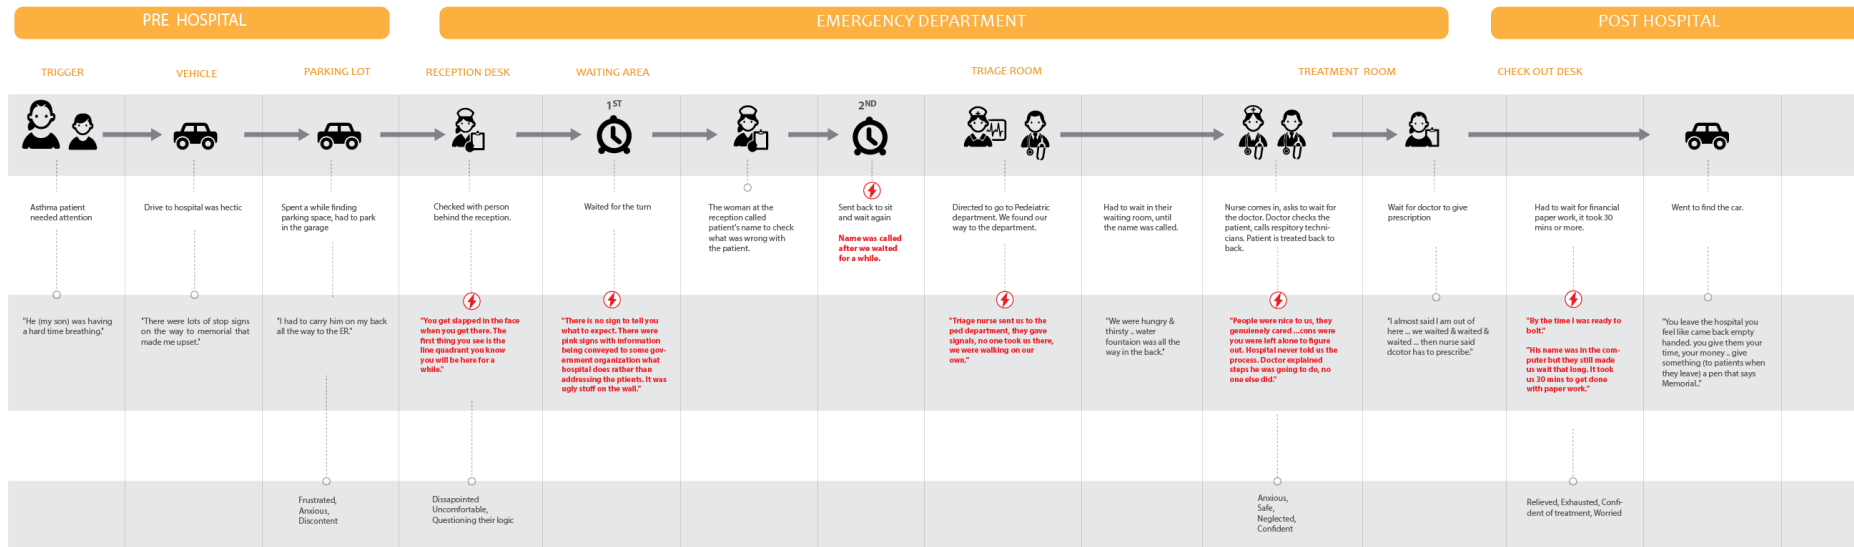 PRE HOSPITAL
EMERGENCY DEPARTMENT
POST HOSPITAL
TRIGGER
VEHICLE
PARKING LOT
RECEPTION DESK
WAITING AREA
TRIAGE ROOM
TREATMENT ROOM
CHECK OUT DESK
1ST
2ND
Asthma patient
needed attention
Drive to hospital was hectic
Spent a while finding
parking space, had to park
in the garage
Checked with person
behind the reception.
Waited for the turn
The woman at the
reception called
patient's name to check
what was wrong with
the patient.
Sent back to sit
and wait again
Name was called
after we waited
for a while.
Directed to go to Pedeiatric
department. We found our
way to the department.
Had to wait in their
waiting room, until
the name was called.
Nurse comes in, asks to wait for
the doctor. Doctor checks the
patient, calls respitory techni-
cians. Patient is treated back to
back.
Wait for doctor to give
prescription
Had to wait for financial
paper work, it took 30
mins or more.
Went to find the car.
"He (my son) was having
a hard time breathing."
"There were lots of stop signs
on the way to memorial that
made me upset."
"I had to carry him on my back
all the way to the ER."
"You get slapped in the face
when you get there. The
first thing you see is the
line quadrant you know
you will be here for a
while."
"There is no sign to tell you
what to expect. There were
pink signs with information
being conveyed to some gov-
ernment organization what
hospital does rather than
addressing the ptients. It was
ugly stuff on the wall."
"Triage nurse sent us to the
ped department, they gave
signals, no one took us there,
we were walking on our
own."
"We were hungry &
thirsty .. water
fountaion was all the
way in the back."
"People were nice to us, they
genuienely cared ...cons were
you were left alone to figure
out. Hospital never told us the
process. Doctor explained
steps he was going to do, no
one else did."
"I almost said I am out of
here ... we waited & waited &
waited ... then nurse said
dcotor has to prescribe."
"By the time I was ready to
bolt."
"His name was in the com-
puter but they still made
us wait that long. It took
us 30 mins to get done
with paper work."
"You leave the hospital you
feel like came back empty
handed. you give them your
time, your money .. give
something (to patients when
they leave) a pen that says
Memorial.."
Frustrated,
Anxious,
Discontent
Dissapointed
Uncomfortable,
Questioning their logic
Anxious,
Safe,
Neglected,
Confident
Relieved, Exhausted, Confi-
dent of treatment, Worried